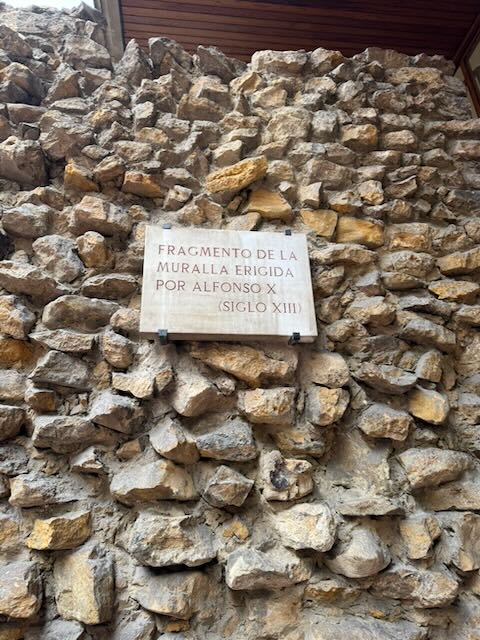 FRAGMENTO DE LA
MURALLA ERIGIDA
POR ALFONSO X
(SIGLO XIII)